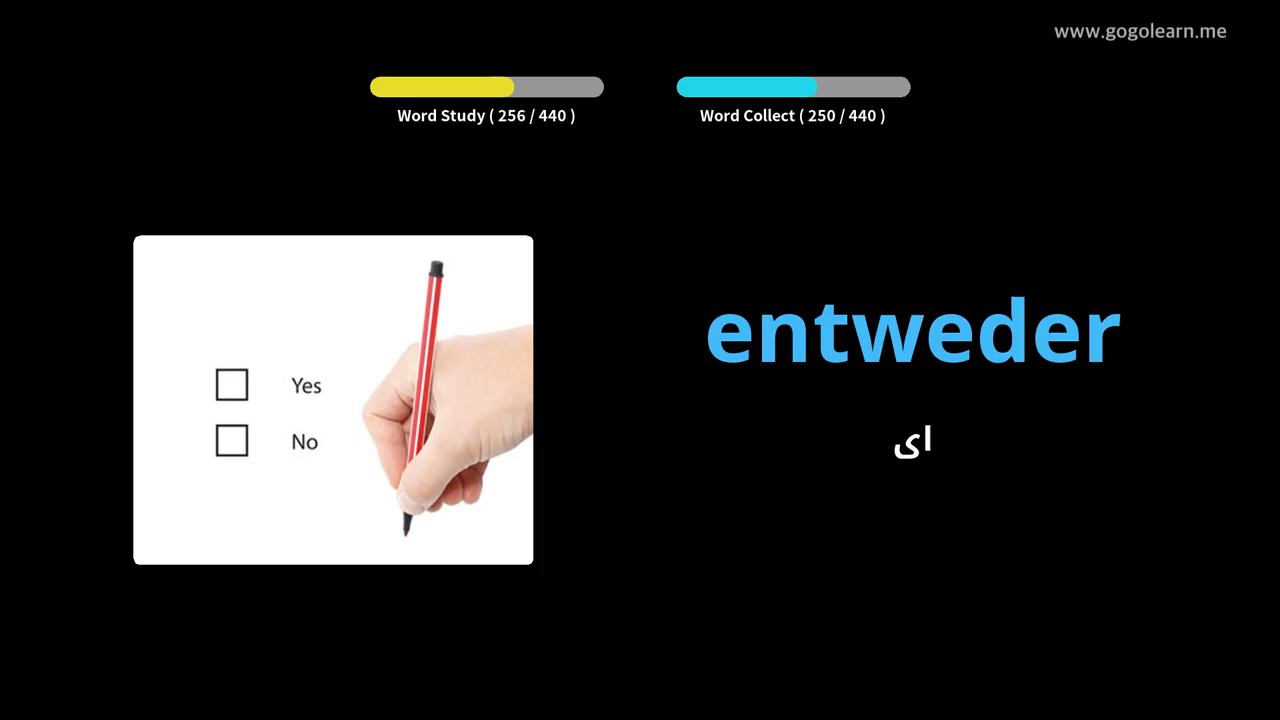 www.gogolearn.me
Word Study ( 256 / 440 )
Word Collect ( 250 / 440 )
Yes
No
entweder
ای